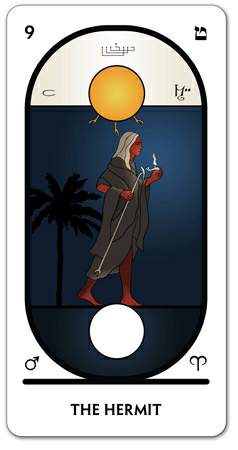 9 ט
♂ ♈
THE HERMIT